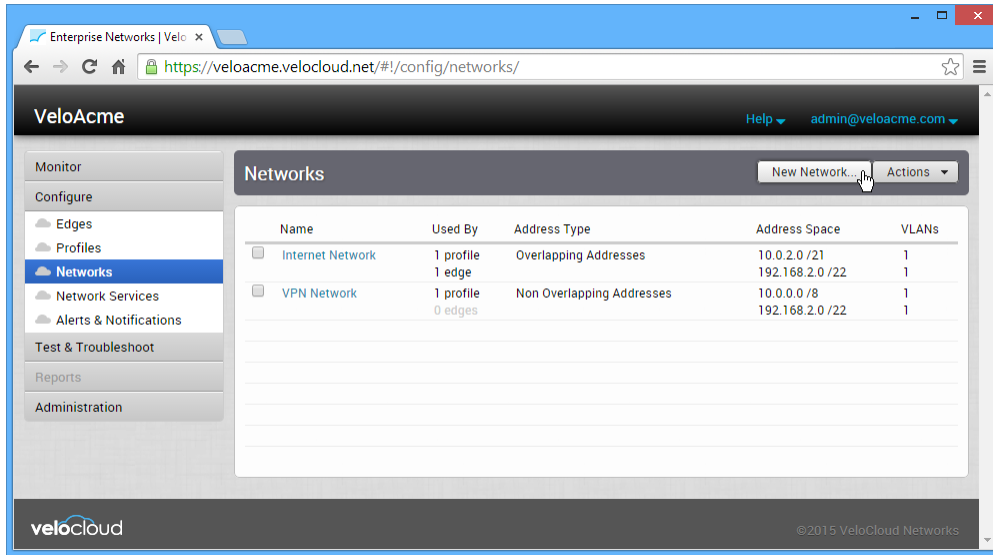 Enterprise Networks | Velo
https://veloacme.velocloud.net/#!/config/networks/
VeloAcme
Help
admin@veloacme.com
Monitor
Configure
Edges
Profiles
Networks
Network Services
Alerts & Notifications
Test & Troubleshoot
Reports
Administration
Networks
New Network...
Actions
Name Used By Address Type Address Space VLANs
Internet Network 1 profile Overlapping Addresses 10.0.2.0 /21 1
1 edge 192.168.2.0 /22 1
VPN Network 1 profile Non Overlapping Addresses 10.0.0.0 /8 1
0 edges 192.168.2.0 /22 1
velocloud
©2015 VeloCloud Networks